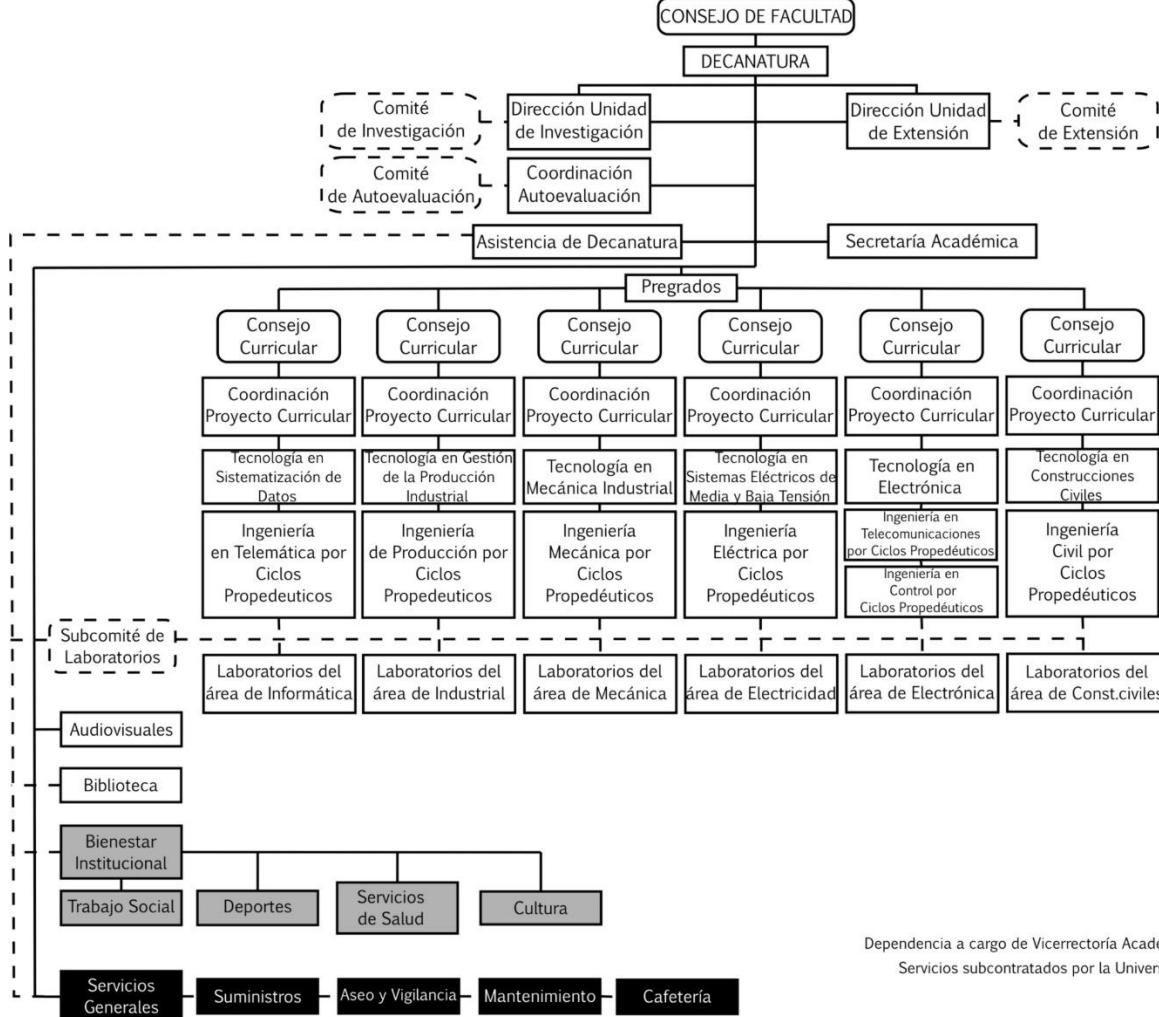 CONSEJO DE FACULTAD
DECANATURA
Comité
de Investigación
Dirección Unidad
de Investigación
Dirección Unidad
de Extensión
Comité
de Extensión
Comité
de Autoevaluación
Coordinación
Autoevaluación
Asistencia de Decanatura
Secretaría Académica
Pregrados
Consejo
Curricular
Consejo
Curricular
Consejo
Curricular
Consejo
Curricular
Consejo
Curricular
Consejo
Curricular
Coordinación
Proyecto Curricular
Coordinación
Proyecto Curricular
Coordinación
Proyecto Curricular
Coordinación
Proyecto Curricular
Coordinación
Proyecto Curricular
Coordinación
Proyecto Curricular
Tecnología en
Sistematización de
Datos
Tecnología en Gestión
de la Producción
Industrial
Tecnología en
Mecánica Industrial
Tecnología en
Sistemas Eléctricos de
Media y Baja Tensión
Tecnología en
Electrónica
Tecnología en
Construcciones
Civiles
Ingeniería
en Telemática por
Ciclos
Propedeuticos
Ingeniería
de Producción por
Ciclos
Propedeuticos
Ingeniería
Mecánica por
Ciclos
Propedéuticos
Ingeniería
Eléctrica por
Ciclos
Propedéuticos
Ingeniería en
Telecomunicaciones
por Ciclos Propedéuticos
Ingeniería en
Control por
Ciclos Propedéuticos
Ingeniería
Civil por
Ciclos
Propedéuticos
Subcomité de
Laboratorios
Laboratorios del
área de Informática
Laboratorios del
área de Industrial
Laboratorios del
área de Mecánica
Laboratorios del
área de Electricidad
Laboratorios del
área de Electrónica
Laboratorios del
área de Const.civiles
Audiovisuales
Biblioteca
Bienestar
Institucional
Trabajo Social
Deportes
Servicios
de Salud
Cultura
Dependencia a cargo de Vicerrectoría Acadé
Servicios subcontratados por la Univers
Servicios
Generales
Suministros
Aseo y Vigilancia
Mantenimiento
Cafetería